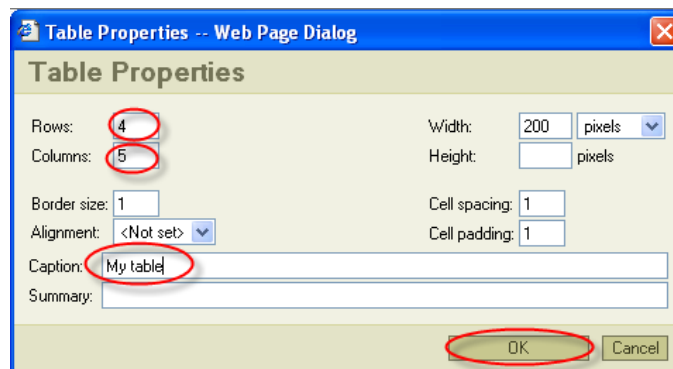 Table Properties -- Web Page Dialog
Table Properties
Rows: 4 Width: 200 pixels
Columns: 5 Height: pixels
Border size: 1 Cell spacing: 1
Alignment: <Not set> Cell padding: 1
Caption: My table
Summary:
OK Cancel